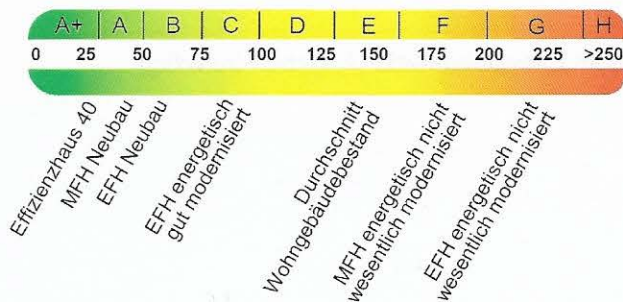 A+ A B C D E F G H
0 25 50 75 100 125 150 175 200 225 >250
Effizienzhaus 40
MFH Neubau
EFH Neubau
EFH energetisch
gut modernisiert
Durchschnitt
Wohngebäudebestand
MFH energetisch nicht
wesentlich modernisiert
EFH energetisch nicht
wesentlich modernisiert